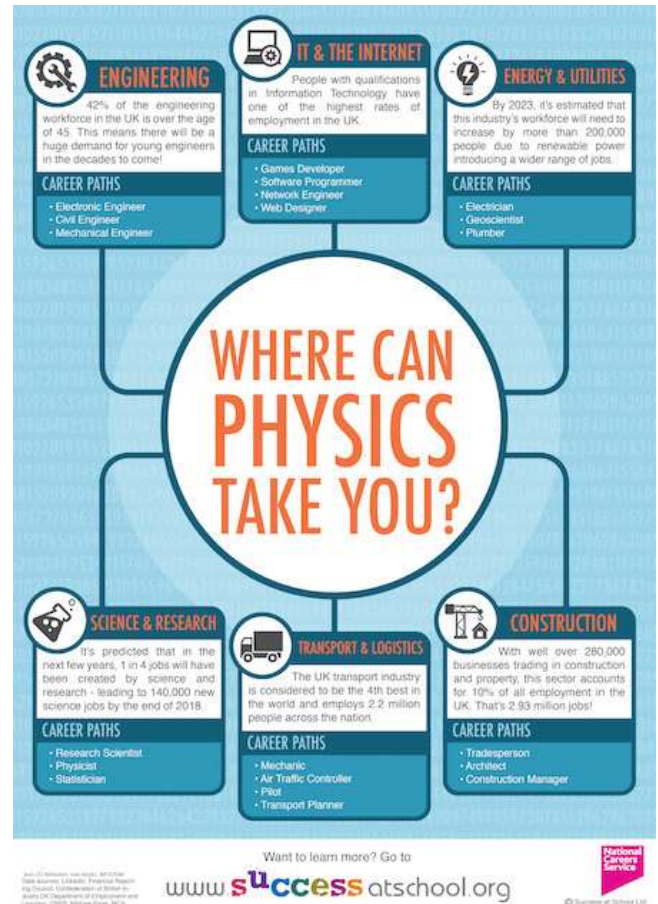 ENGINEERING
42% of the engineering
workforce in the UK is over the age
of 45. This means there will be a
huge demand for young engineers
in the decades to come!
CAREER PATHS
• Electronic Engineer
• Civil Engineer
• Mechanical Engineer
IT & THE INTERNET
People with qualifications
in Information Technology have
one of the highest rates of
employment in the UK.
CAREER PATHS
• Games Developer
• Software Programmer
• Network Engineer
• Web Designer
ENERGY & UTILITIES
By 2023, it's estimated that
this industry's workforce will need to
increase by more than 200,000
people due to renewable power
introducing a wider range of jobs.
CAREER PATHS
• Electrician
• Geoscientist
• Plumber
WHERE CAN
PHYSICS
TAKE YOU?
SCIENCE & RESEARCH
It's predicted that in the
next few years, 1 in 4 jobs will have
been created by science and
research - leading to 140,000 new
science jobs by the end of 2018.
CAREER PATHS
• Research Scientist
• Physicist
• Statistician
TRANSPORT & LOGISTICS
The UK transport industry
is considered to be the 4th best in
the world and employs 2.2 million
people across the nation.
CAREER PATHS
• Mechanic
• Air Traffic Controller
• Pilot
• Transport Planner
CONSTRUCTION
With well over 280,000
businesses trading in construction
and property, this sector accounts
for 10% of all employment in the
UK. That's 2.93 million jobs!
CAREER PATHS
• Tradesperson
• Architect
• Construction Manager
Want to learn more? Go to
www.successatschool.org
National
Careers
Service
© Success at School Ltd